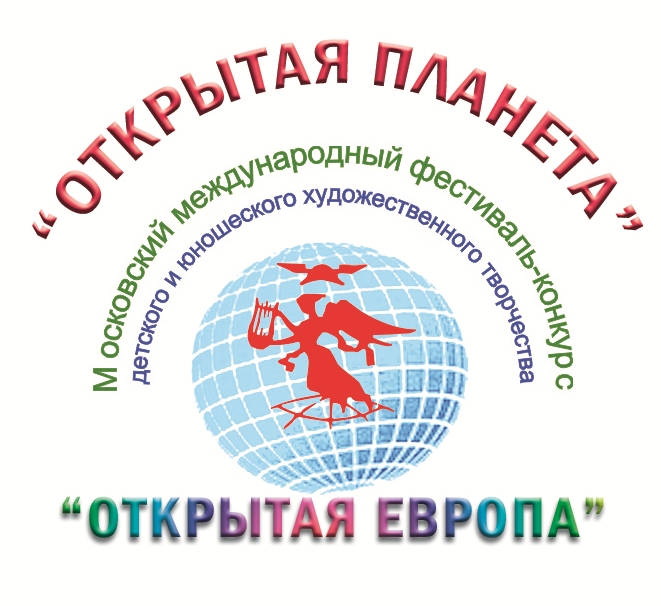 “ОТКРЫТАЯ ПЛАНЕТА”
Московский международный фестиваль-конкурс
детского и юношеского художественного творчества
“ОТКРЫТАЯ ЕВРОПА”